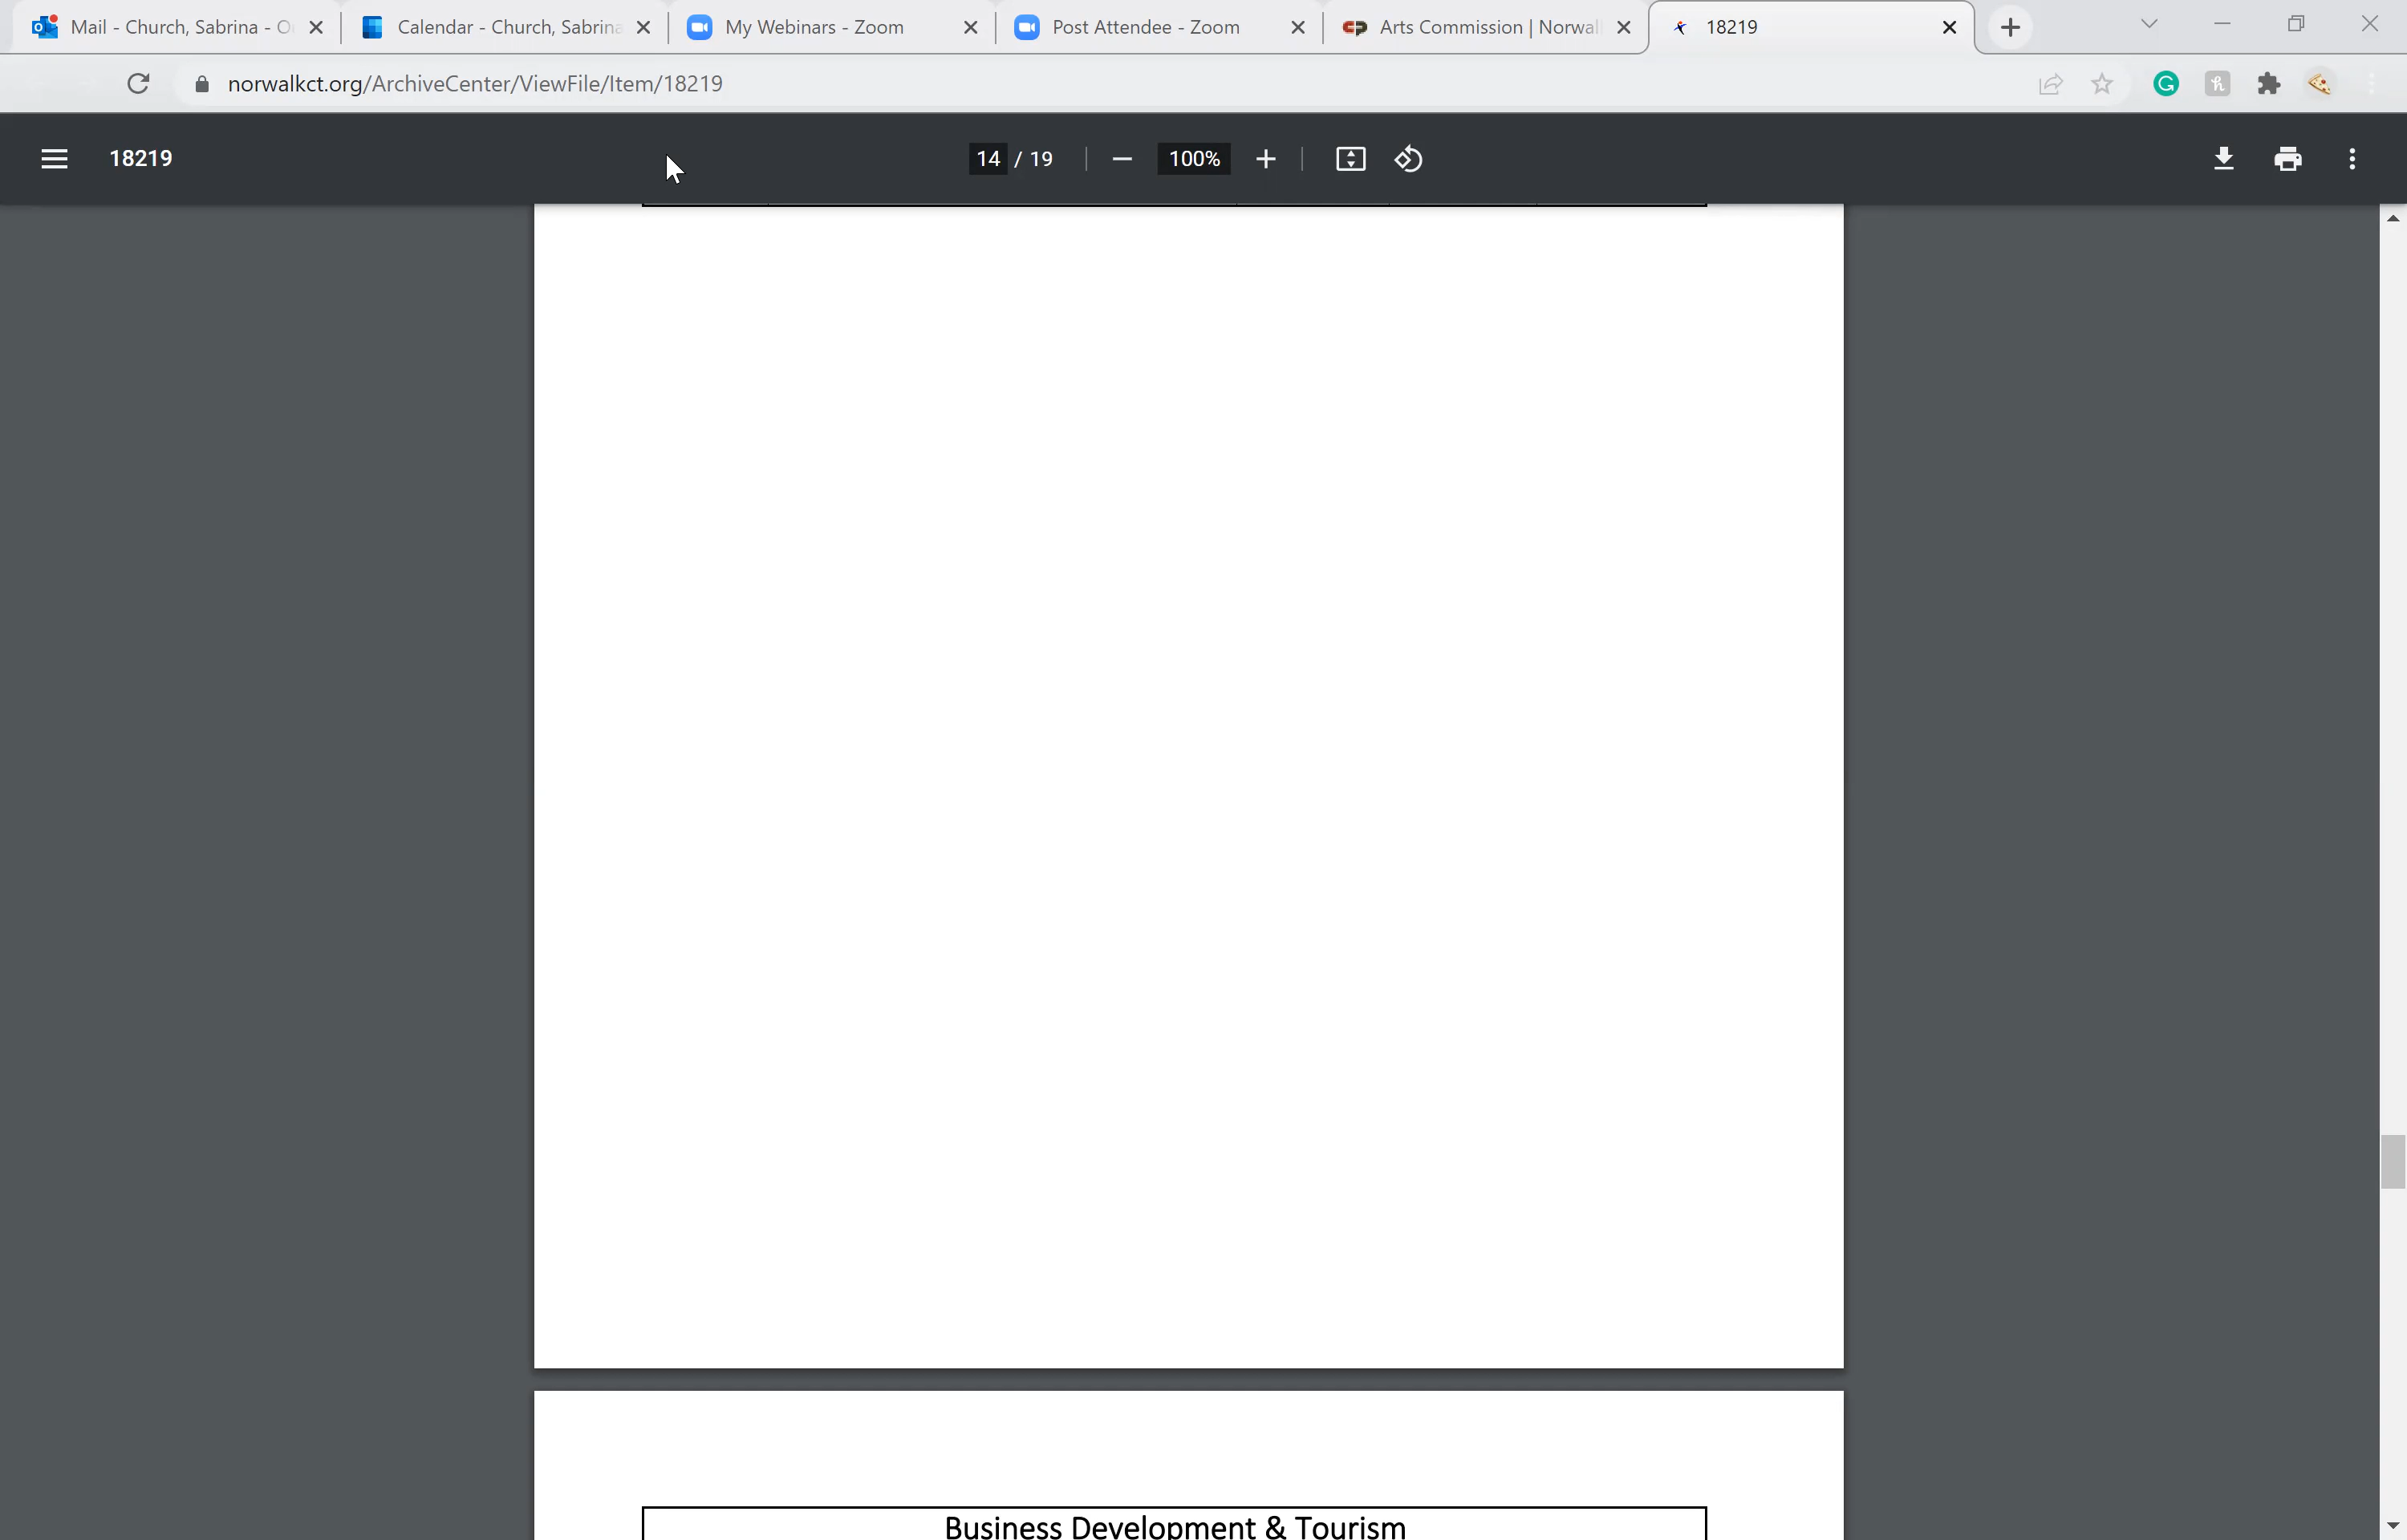 Mail - Church, Sabrina - O
Calendar - Church, Sabrina
My Webinars - Zoom
Post Attendee - Zoom
Arts Commission | Norwal
18219
norwalkct.org/ArchiveCenter/ViewFile/Item/18219
18219
14 / 19
100%
Business Development & Tourism